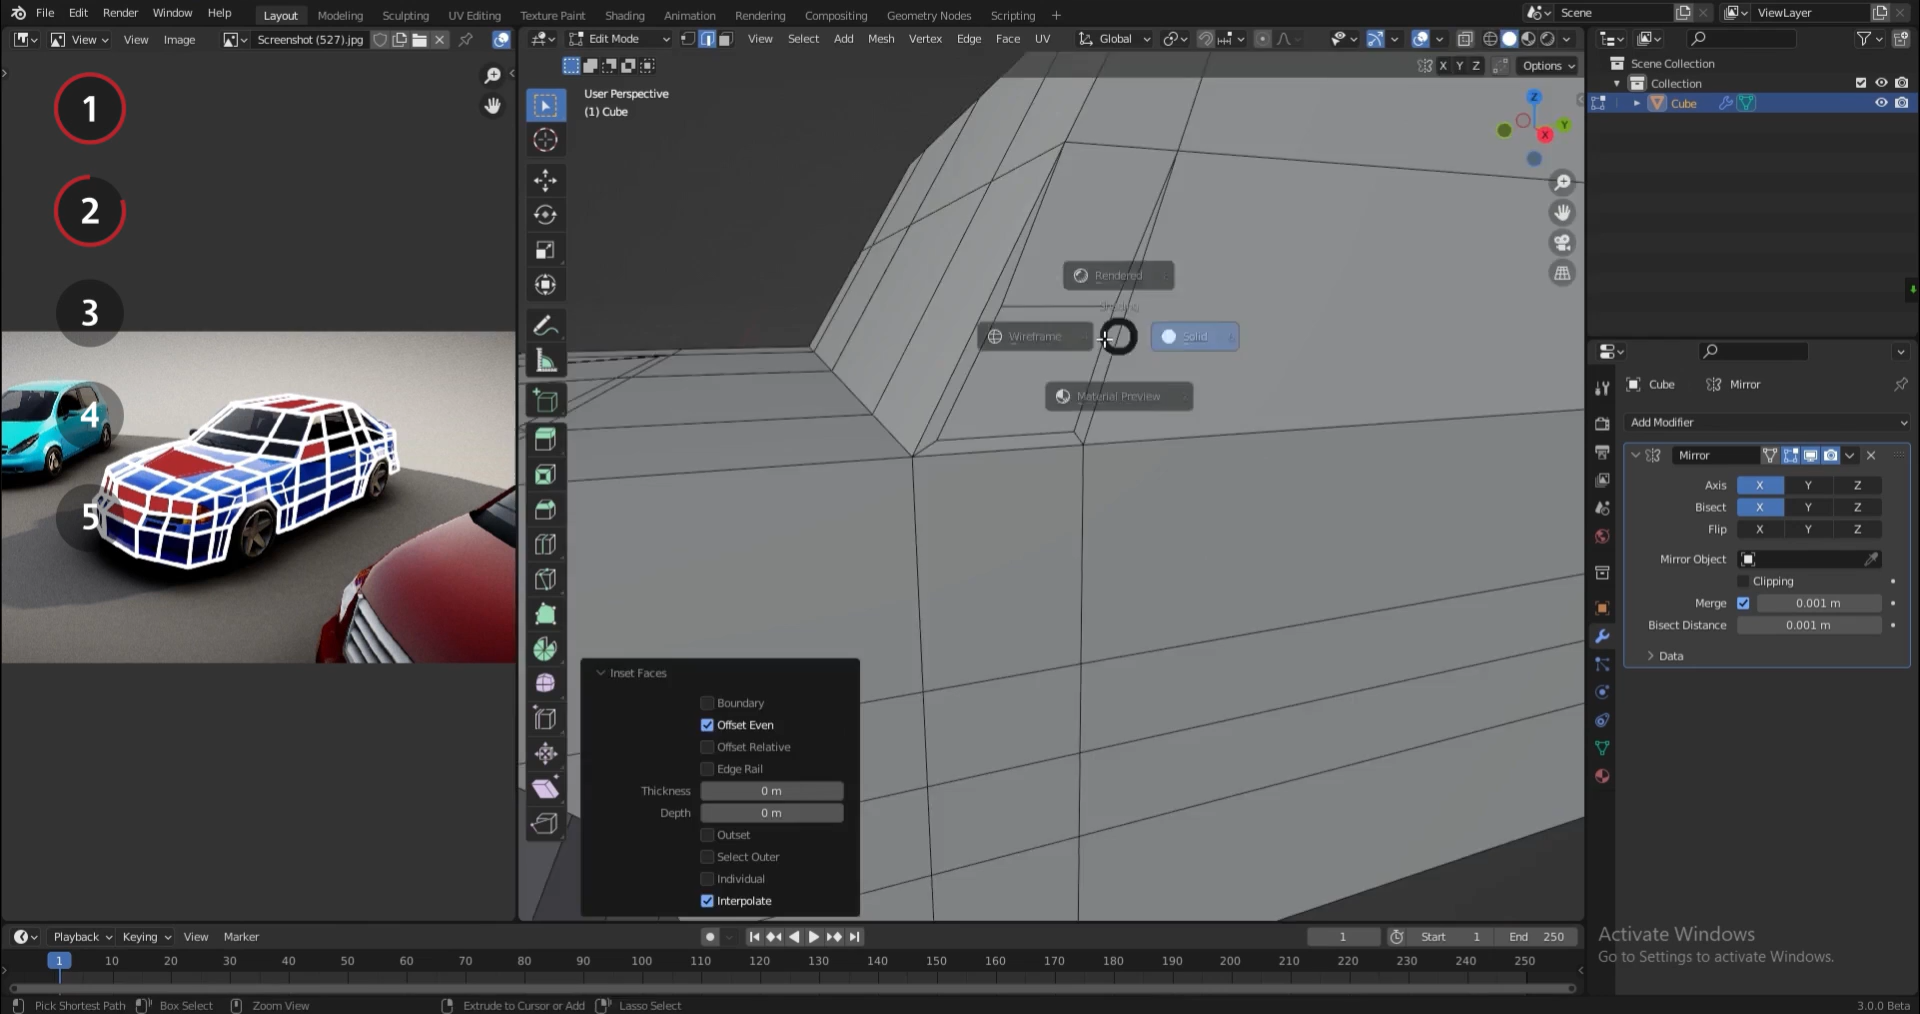 File Edit Render Window Help Layout Modeling Sculpting UV Editing Texture Paint Shading Animation Rendering Compositing Geometry Nodes Scripting + Scene ViewLayer
View View Image Screenshot (527).jpg Edit Mode View Select Add Mesh Vertex Edge Face UV Global
X Y Z Options
User Perspective
(1) Cube
Scene Collection
Collection
Cube
Z
Y
X
1
2
3
4
5
Rendered
Shading
Wireframe
Solid
Material Preview
Cube Mirror
Add Modifier
Mirror
Axis X Y Z
Bisect X Y Z
Flip X Y Z
Mirror Object
Clipping
Merge 0.001 m
Bisect Distance 0.001 m
Data
Inset Faces
Boundary
Offset Even
Offset Relative
Edge Rail
Thickness 0 m
Depth 0 m
Outset
Select Outer
Individual
Interpolate
Playback Keying View Marker 1 Start 1 End 250
1 10 20 30 40 50 60 70 80 90 100 110 120 130 140 150 160 170 180 190 200 210 220 230 240 250
Activate Windows
Go to Settings to activate Windows.
Pick Shortest Path Box Select Zoom View Extrude to Cursor or Add Lasso Select 3.0.0 Beta